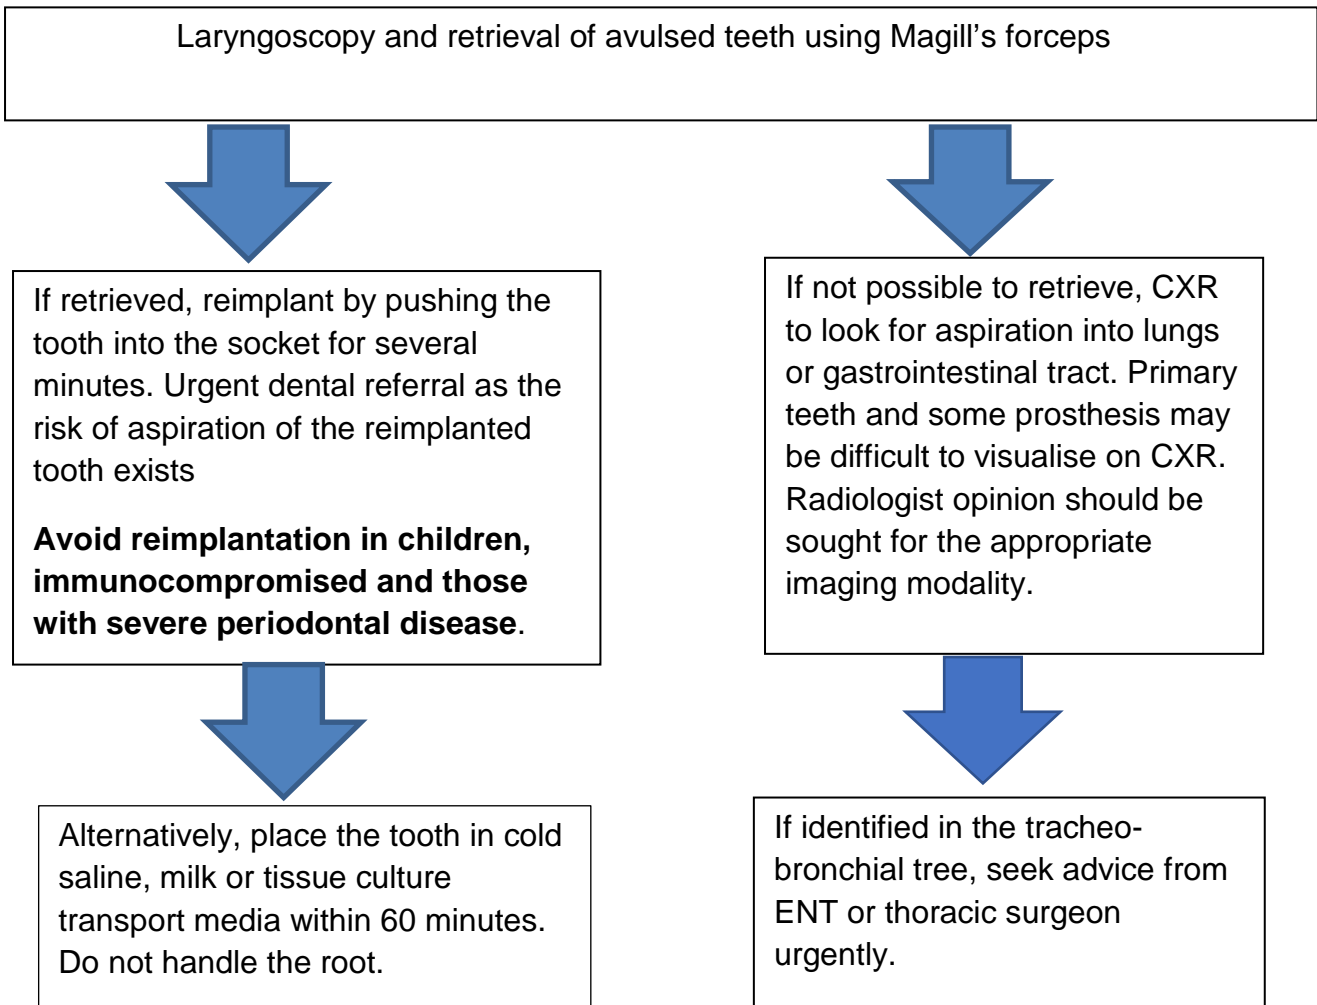 Laryngoscopy and retrieval of avulsed teeth using Magill’s forceps
If retrieved, reimplant by pushing the
tooth into the socket for several
minutes. Urgent dental referral as the
risk of aspiration of the reimplanted
tooth exists
Avoid reimplantation in children,
immunocompromised and those
with severe periodontal disease.
If not possible to retrieve, CXR
to look for aspiration into lungs
or gastrointestinal tract. Primary
teeth and some prosthesis may
be difficult to visualise on CXR.
Radiologist opinion should be
sought for the appropriate
imaging modality.
Alternatively, place the tooth in cold
saline, milk or tissue culture
transport media within 60 minutes.
Do not handle the root.
If identified in the tracheo-
bronchial tree, seek advice from
ENT or thoracic surgeon
urgently.